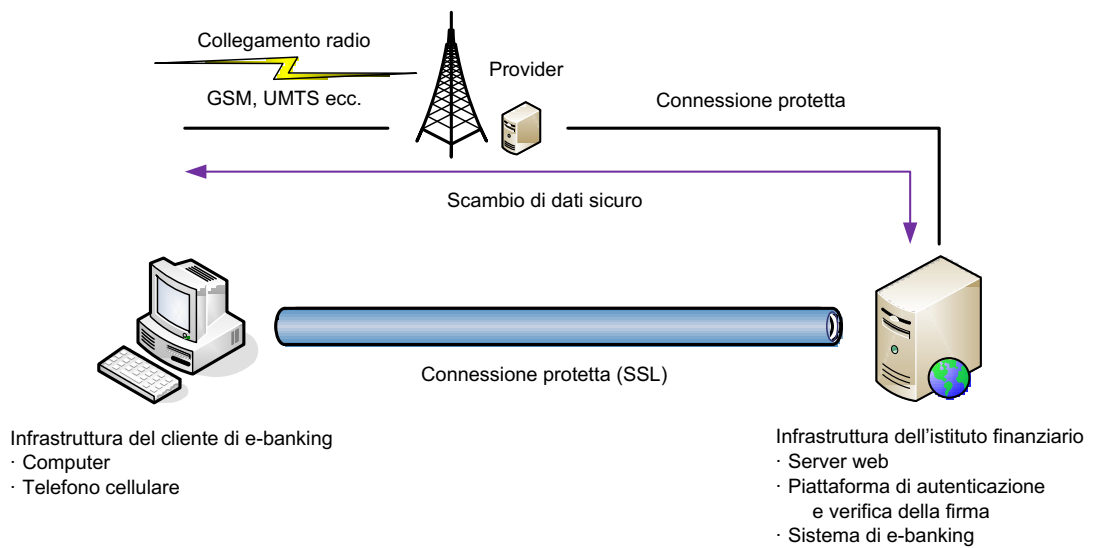 Collegamento radio
GSM, UMTS ecc.
Provider
Connessione protetta
Scambio di dati sicuro
Connessione protetta (SSL)
Infrastruttura del cliente di e-banking
· Computer
· Telefono cellulare
Infrastruttura dell’istituto finanziario
· Server web
· Piattaforma di autenticazione
e verifica della firma
· Sistema di e-banking